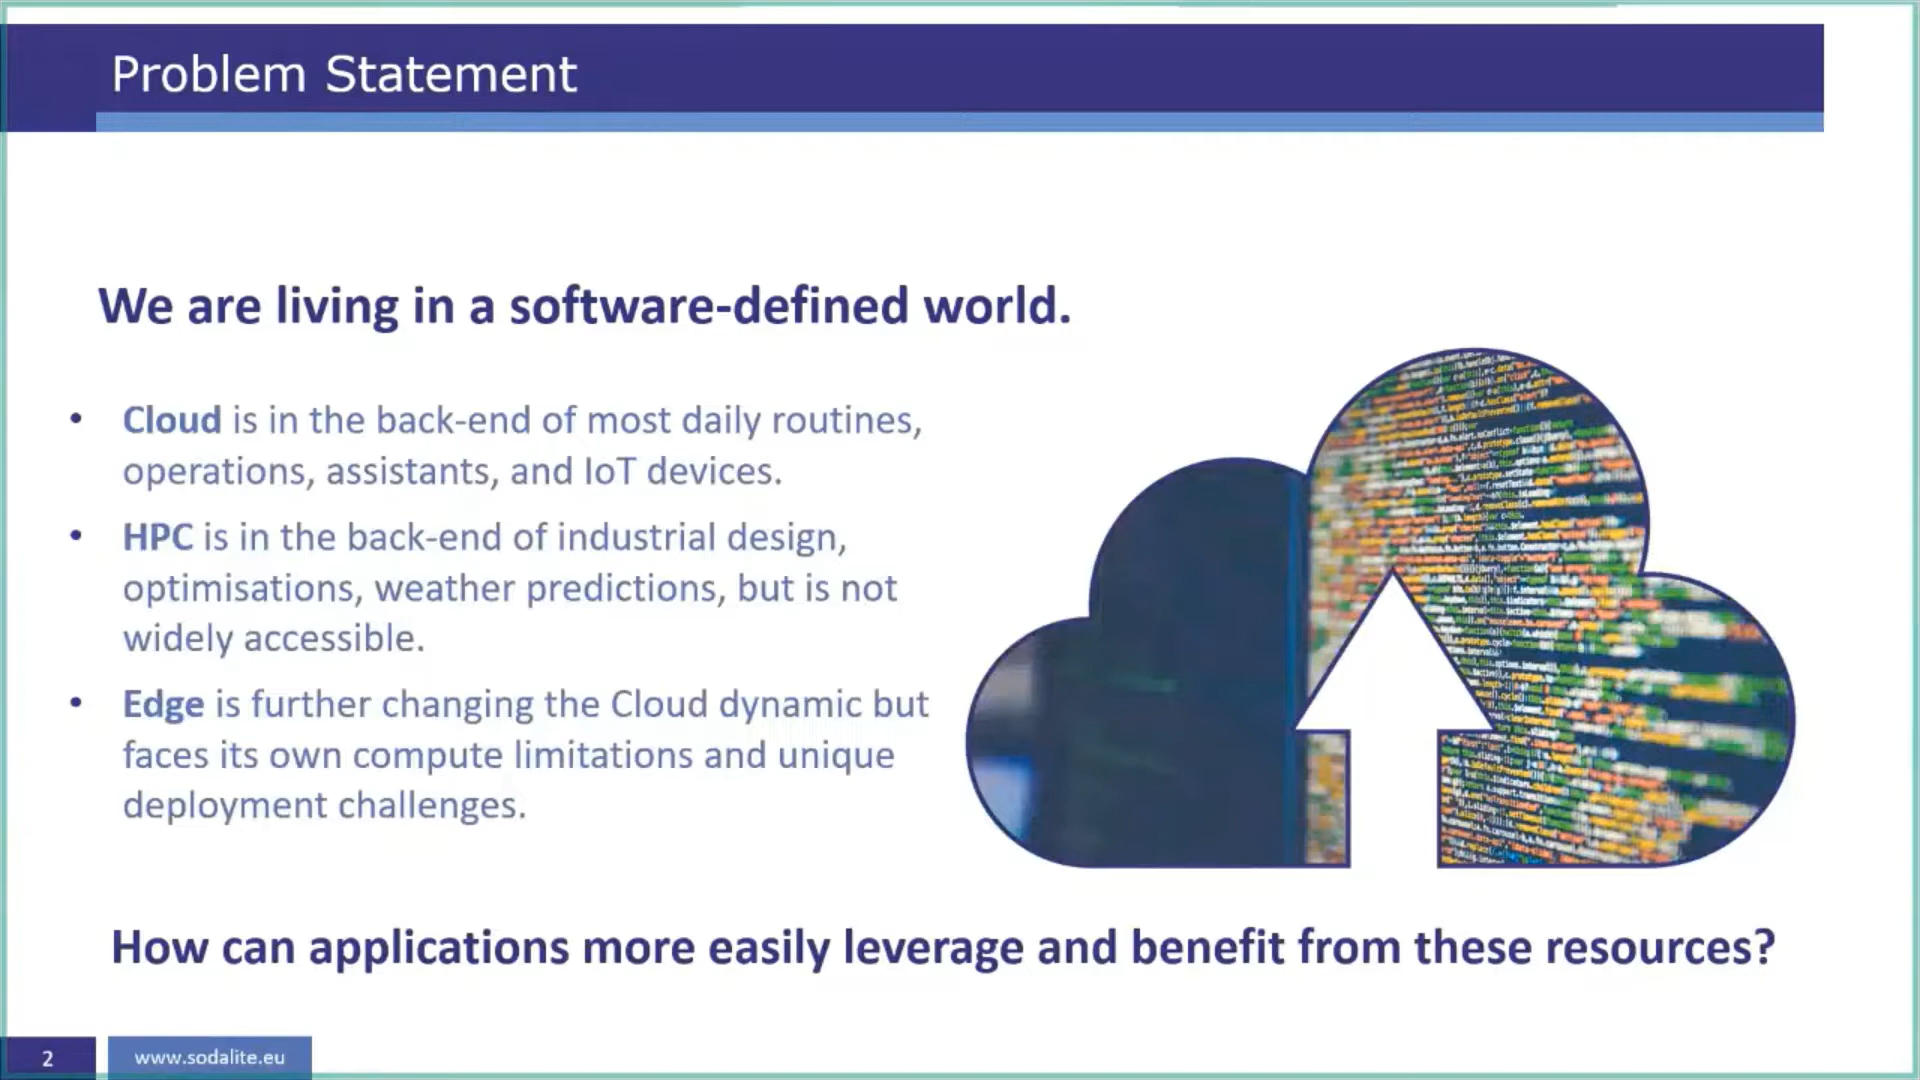 Problem Statement
We are living in a software-defined world.
• Cloud is in the back-end of most daily routines,
operations, assistants, and IoT devices.
• HPC is in the back-end of industrial design,
optimisations, weather predictions, but is not
widely accessible.
• Edge is further changing the Cloud dynamic but
faces its own compute limitations and unique
deployment challenges.
How can applications more easily leverage and benefit from these resources?
2
www.sodalite.eu